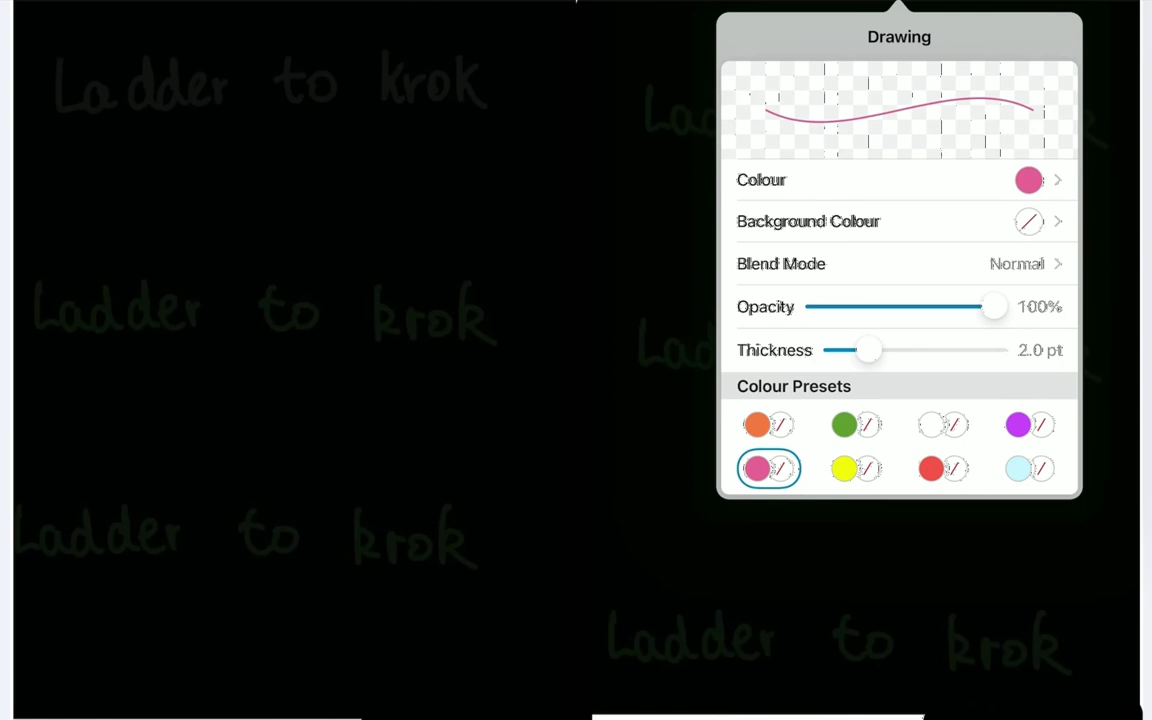 Ladder to krok
Ladder to krok
Ladder to krok
Ladder to krok
Drawing
Colour
Background Colour
Blend Mode Normal
Opacity 100%
Thickness 2.0 pt
Colour Presets